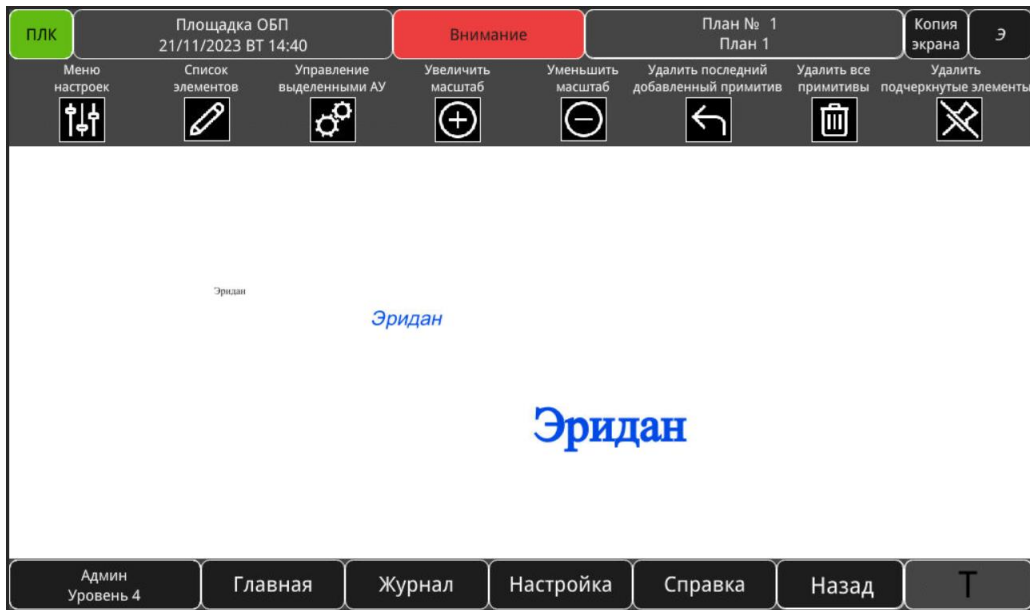 ПЛК
Площадка ОБП
21/11/2023 ВТ 14:40
Внимание
План № 1
План 1
Копия
экрана
Э
Меню
настроек
Список
элементов
Управление
выделенными АУ
Увеличить
масштаб
Уменьшить
масштаб
Удалить последний
добавленный примитив
Удалить все
примитивы
Удалить
подчеркнутые элементы
Эридан
Эридан
Эридан
Админ
Уровень 4
Главная
Журнал
Настройка
Справка
Назад
Т